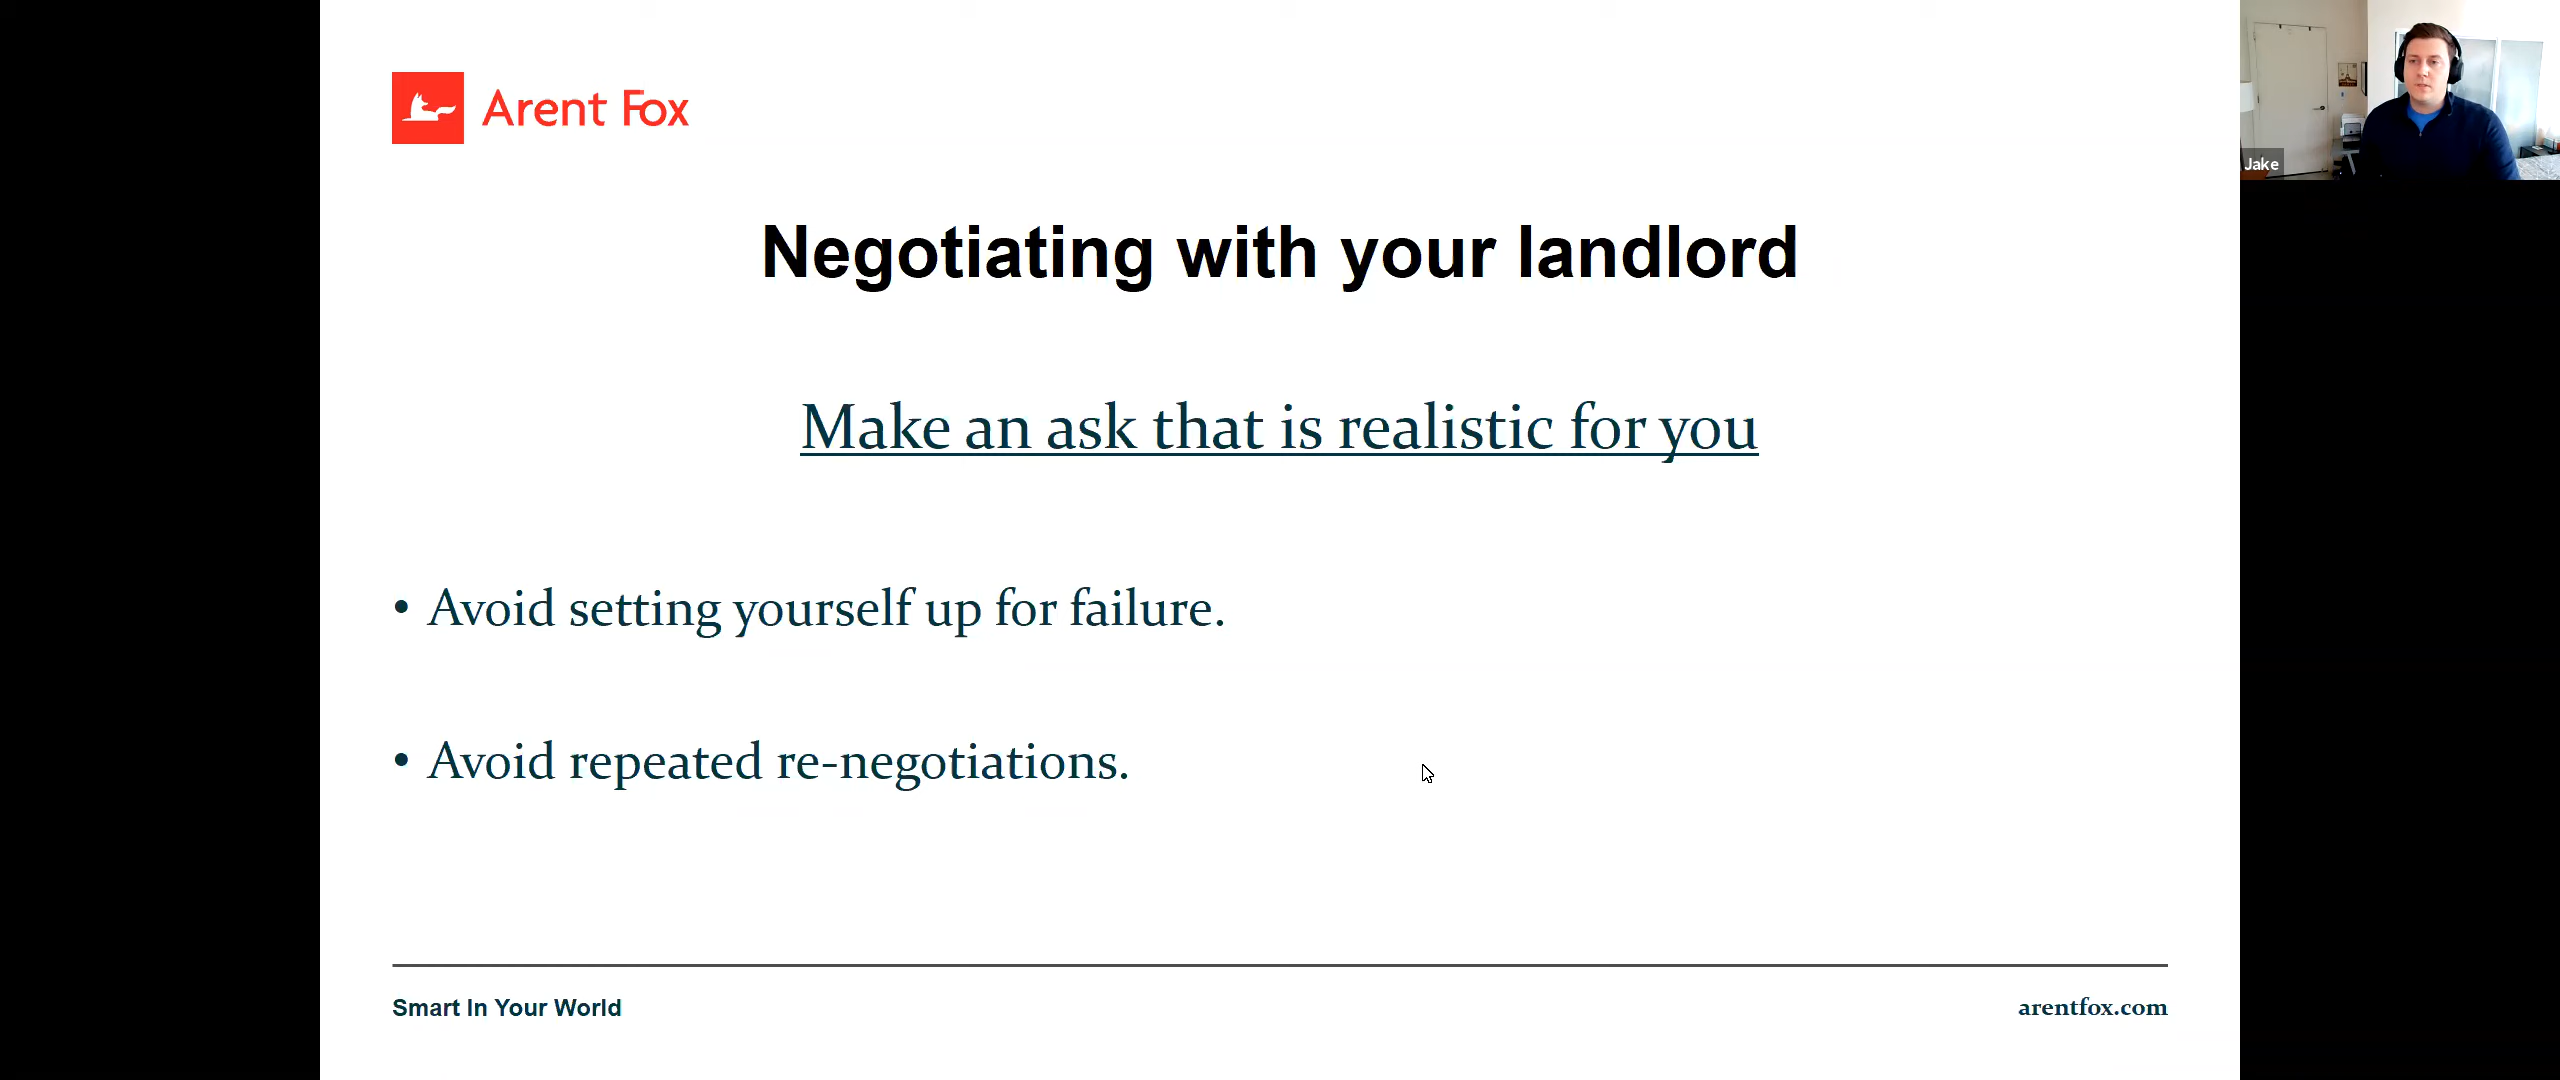 Arent Fox
Jake
Negotiating with your landlord
Make an ask that is realistic for you
• Avoid setting yourself up for failure.
• Avoid repeated re-negotiations.
Smart In Your World
arentfox.com